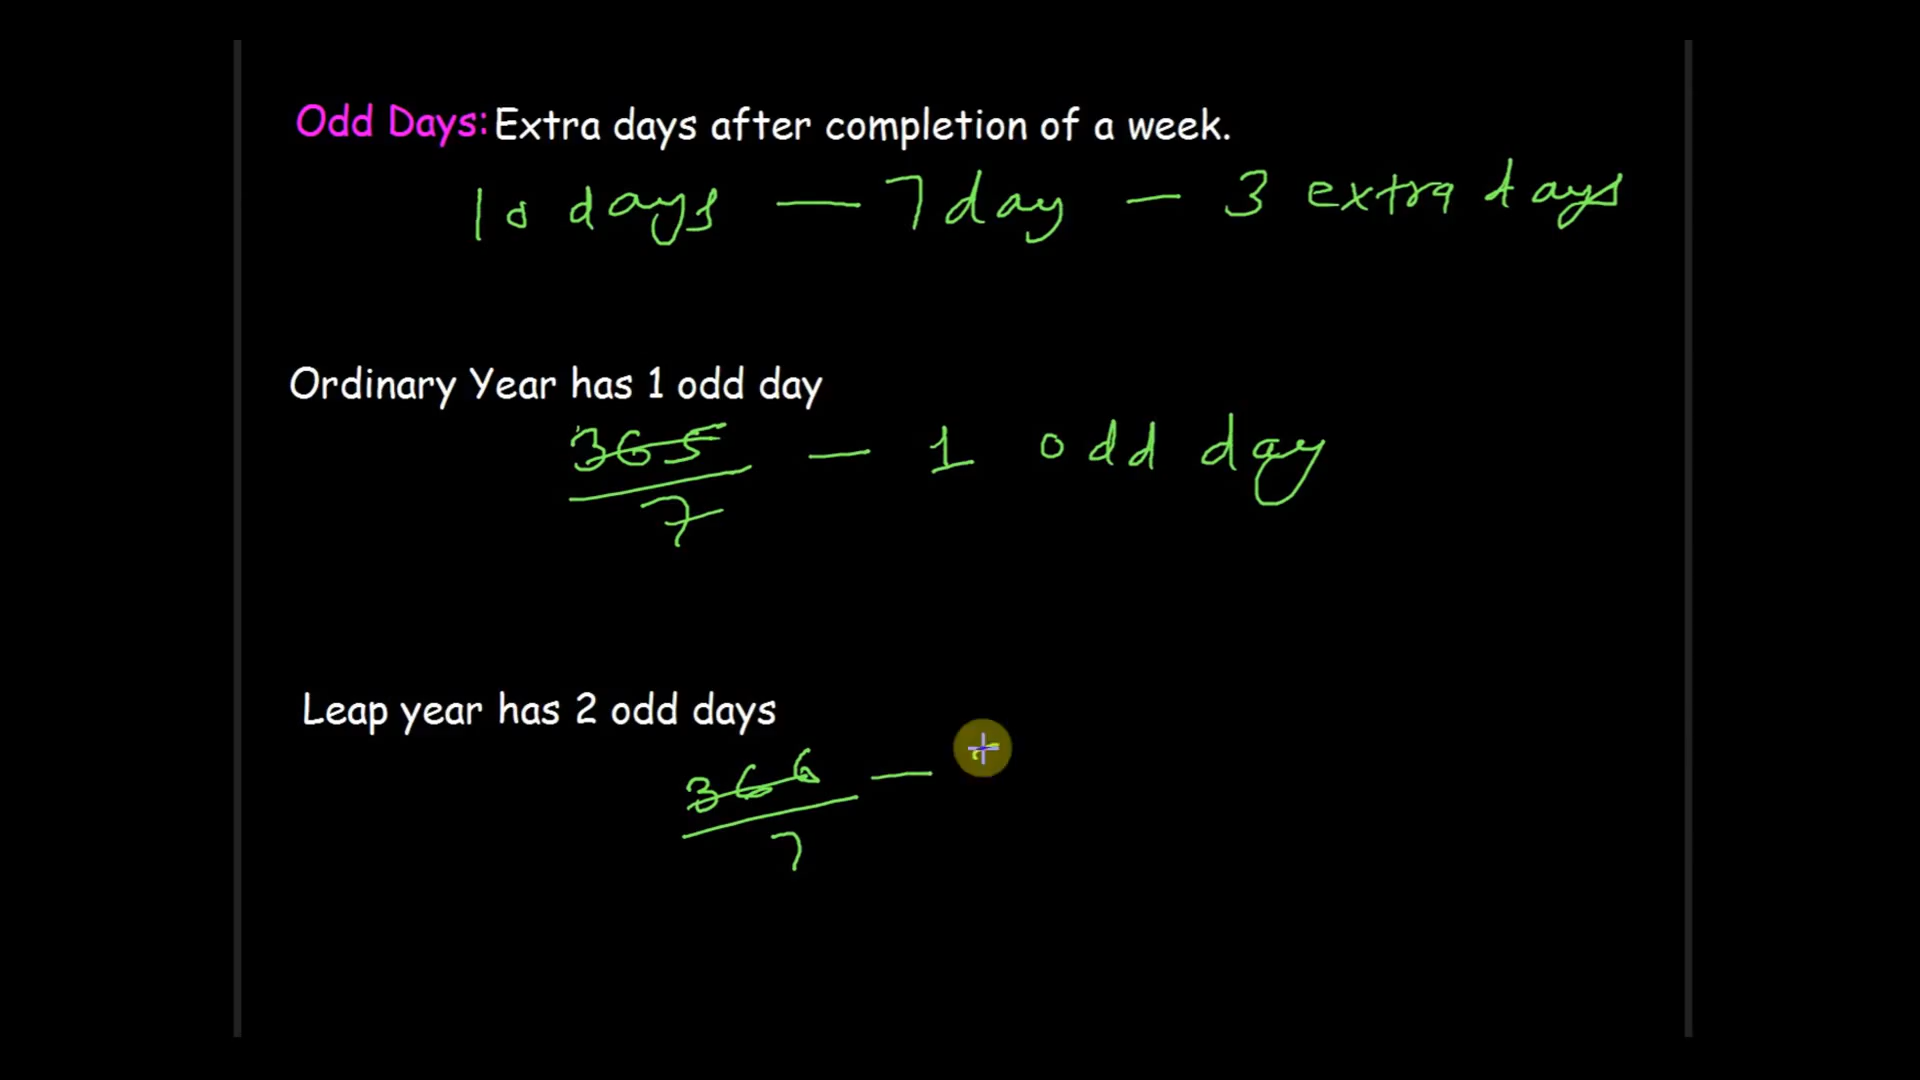 Odd Days: Extra days after completion of a week.
10 days — 7 day — 3 extra days
Ordinary Year has 1 odd day
365 — 1 odd day
7
Leap year has 2 odd days
366 —
7